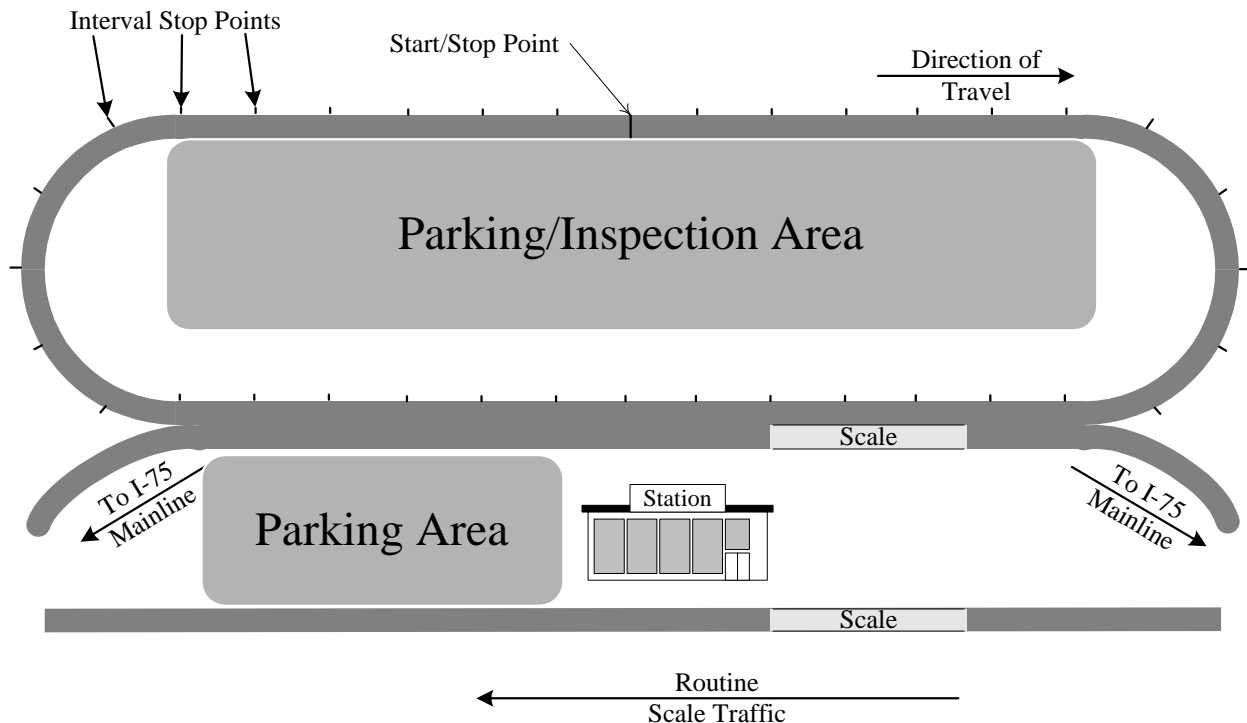 Interval Stop Points
Start/Stop Point
Direction of
Travel
Parking/Inspection Area
Scale
To I-75
Mainline
To I-75
Mainline
Station
Parking Area
Scale
Routine
Scale Traffic